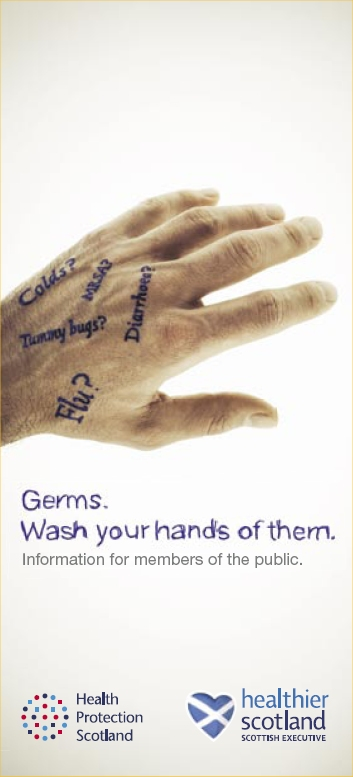 Colds?
MRSA?
Diarrhoea?
Tummy bugs?
Flu?
Germs.
Wash your hands of them.
Information for members of the public.
Health
Protection
Scotland
healthier
scotland
SCOTTISH EXECUTIVE